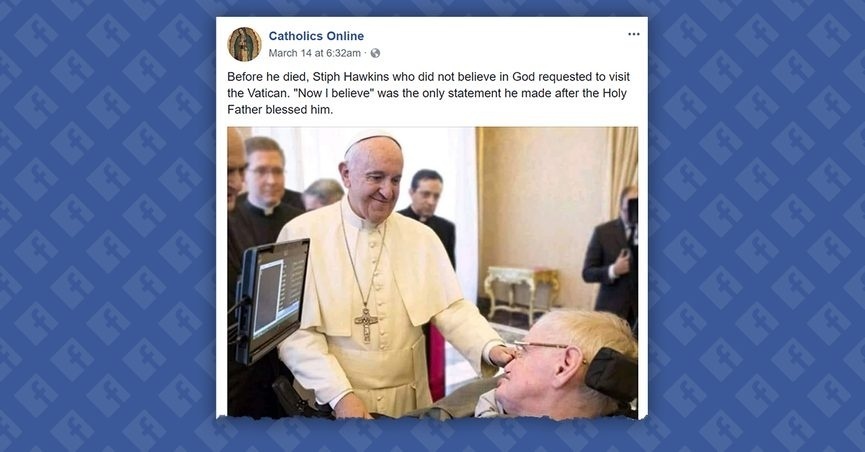 Catholics Online
March 14 at 6:32am ·
Before he died, Stiph Hawkins who did not believe in God requested to visit
the Vatican. "Now I believe" was the only statement he made after the Holy
Father blessed him.